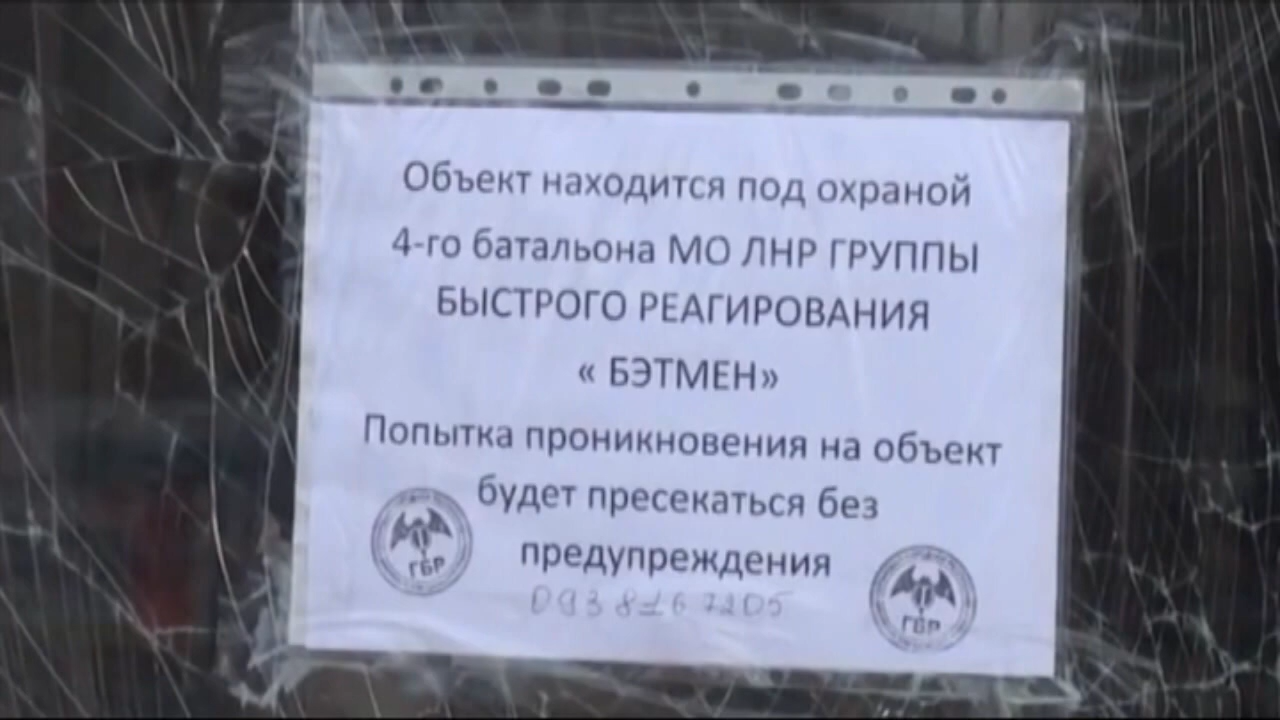 Объект находится под охраной
4-го батальона МО ЛНР ГРУППЫ
БЫСТРОГО РЕАГИРОВАНИЯ
« БЭТМЕН»
Попытка проникновения на объект
будет пресекаться без
предупреждения
ГБР
ГБР